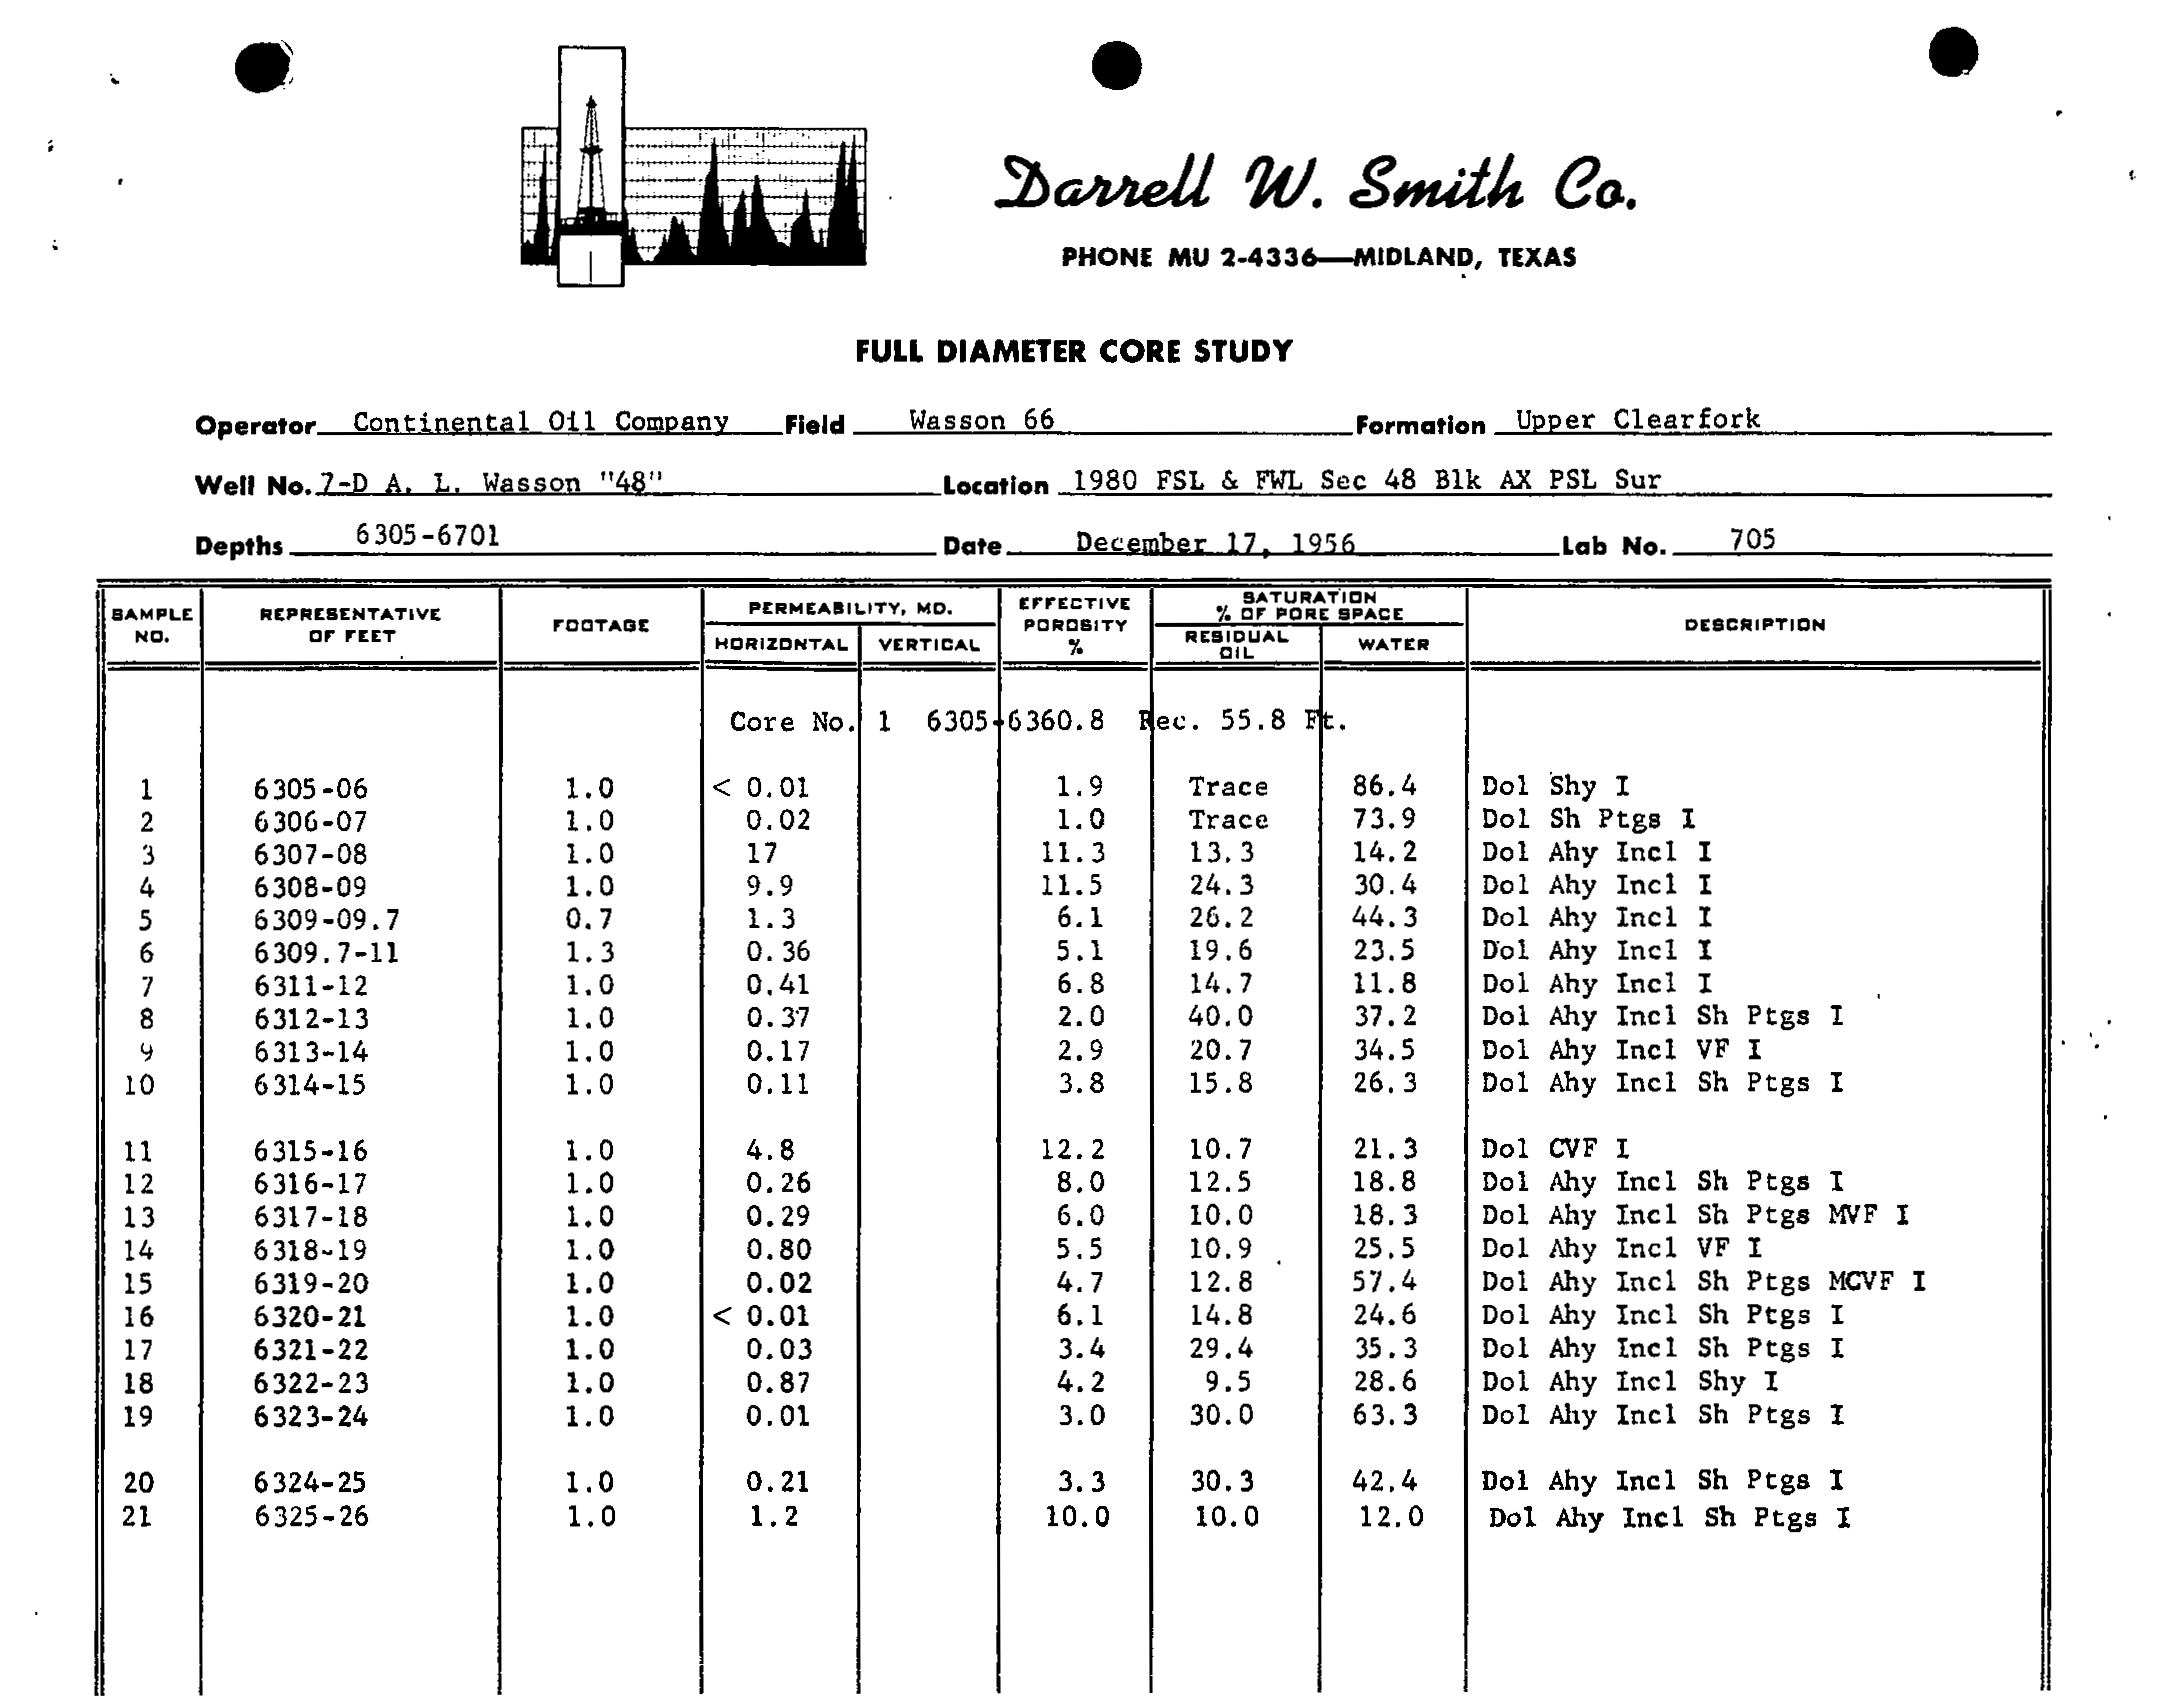 Darrell W. Smith Co.
PHONE MU 2-4336—MIDLAND, TEXAS
FULL DIAMETER CORE STUDY
Operator Continental Oil Company Field Wasson 66 Formation Upper Clearfork
Well No. 7-D A. L. Wasson "48" Location 1980 FSL & FWL Sec 48 Blk AX PSL Sur
Depths 6305-6701 Date December 17, 1956 Lab No. 705
SAMPLE NO. REPRESENTATIVE OF FEET FOOTAGE PERMEABILITY, MD. HORIZONTAL VERTICAL EFFECTIVE POROSITY % SATURATION % OF PORE SPACE RESIDUAL OIL WATER DESCRIPTION
Core No. 1 6305-6360.8 Rec. 55.8 Ft.
1 6305-06 1.0 < 0.01 1.9 Trace 86.4 Dol Shy I
2 6306-07 1.0 0.02 1.0 Trace 73.9 Dol Sh Ptgs I
3 6307-08 1.0 17 11.3 13.3 14.2 Dol Ahy Incl I
4 6308-09 1.0 9.9 11.5 24.3 30.4 Dol Ahy Incl I
5 6309-09.7 0.7 1.3 6.1 26.2 44.3 Dol Ahy Incl I
6 6309.7-11 1.3 0.36 5.1 19.6 23.5 Dol Ahy Incl I
7 6311-12 1.0 0.41 6.8 14.7 11.8 Dol Ahy Incl I
8 6312-13 1.0 0.37 2.0 40.0 37.2 Dol Ahy Incl Sh Ptgs I
9 6313-14 1.0 0.17 2.9 20.7 34.5 Dol Ahy Incl VF I
10 6314-15 1.0 0.11 3.8 15.8 26.3 Dol Ahy Incl Sh Ptgs I
11 6315-16 1.0 4.8 12.2 10.7 21.3 Dol CVF I
12 6316-17 1.0 0.26 8.0 12.5 18.8 Dol Ahy Incl Sh Ptgs I
13 6317-18 1.0 0.29 6.0 10.0 18.3 Dol Ahy Incl Sh Ptgs MVF I
14 6318-19 1.0 0.80 5.5 10.9 25.5 Dol Ahy Incl VF I
15 6319-20 1.0 0.02 4.7 12.8 57.4 Dol Ahy Incl Sh Ptgs MCVF I
16 6320-21 1.0 < 0.01 6.1 14.8 24.6 Dol Ahy Incl Sh Ptgs I
17 6321-22 1.0 0.03 3.4 29.4 35.3 Dol Ahy Incl Sh Ptgs I
18 6322-23 1.0 0.87 4.2 9.5 28.6 Dol Ahy Incl Shy I
19 6323-24 1.0 0.01 3.0 30.0 63.3 Dol Ahy Incl Sh Ptgs I
20 6324-25 1.0 0.21 3.3 30.3 42.4 Dol Ahy Incl Sh Ptgs I
21 6325-26 1.0 1.2 10.0 10.0 12.0 Dol Ahy Incl Sh Ptgs I